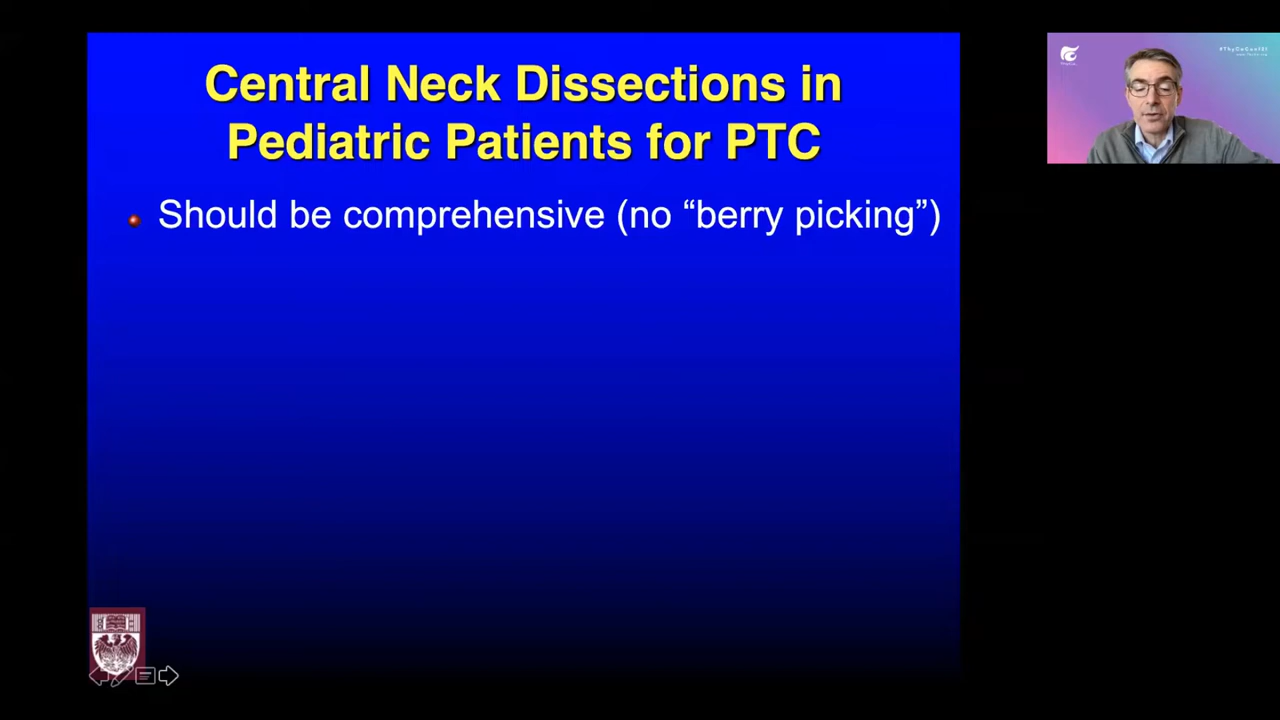 Central Neck Dissections in
Pediatric Patients for PTC
Should be comprehensive (no “berry picking”)